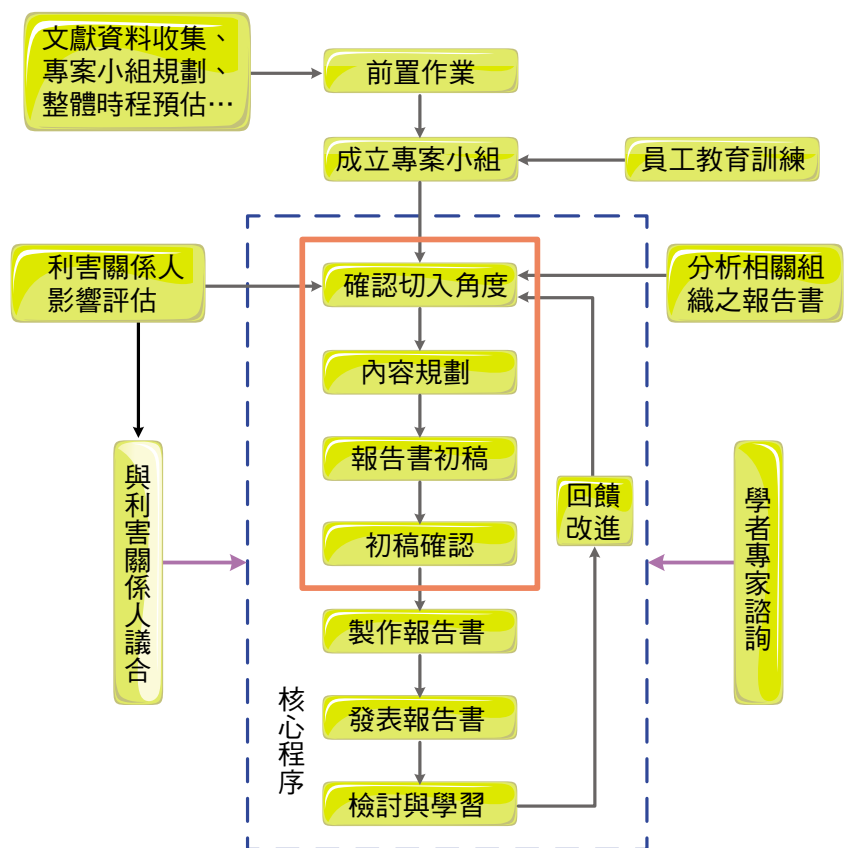 文獻資料收集、
專案小組規劃、
整體時程預估…
前置作業
成立專案小組
員工教育訓練
利害關係人
影響評估
確認切入角度
分析相關組
織之報告書
內容規劃
報告書初稿
初稿確認
回饋
改進
與利害關係人議合
學者專家諮詢
製作報告書
發表報告書
核心程序
檢討與學習